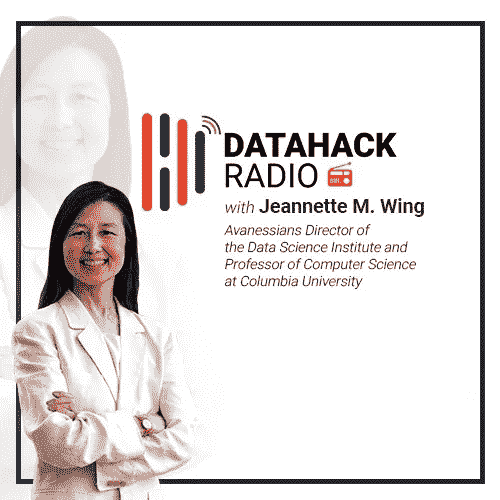 DATAHACK
RADIO
with Jeannette M. Wing
Avanessians Director of
the Data Science Institute and
Professor of Computer Science
at Columbia University